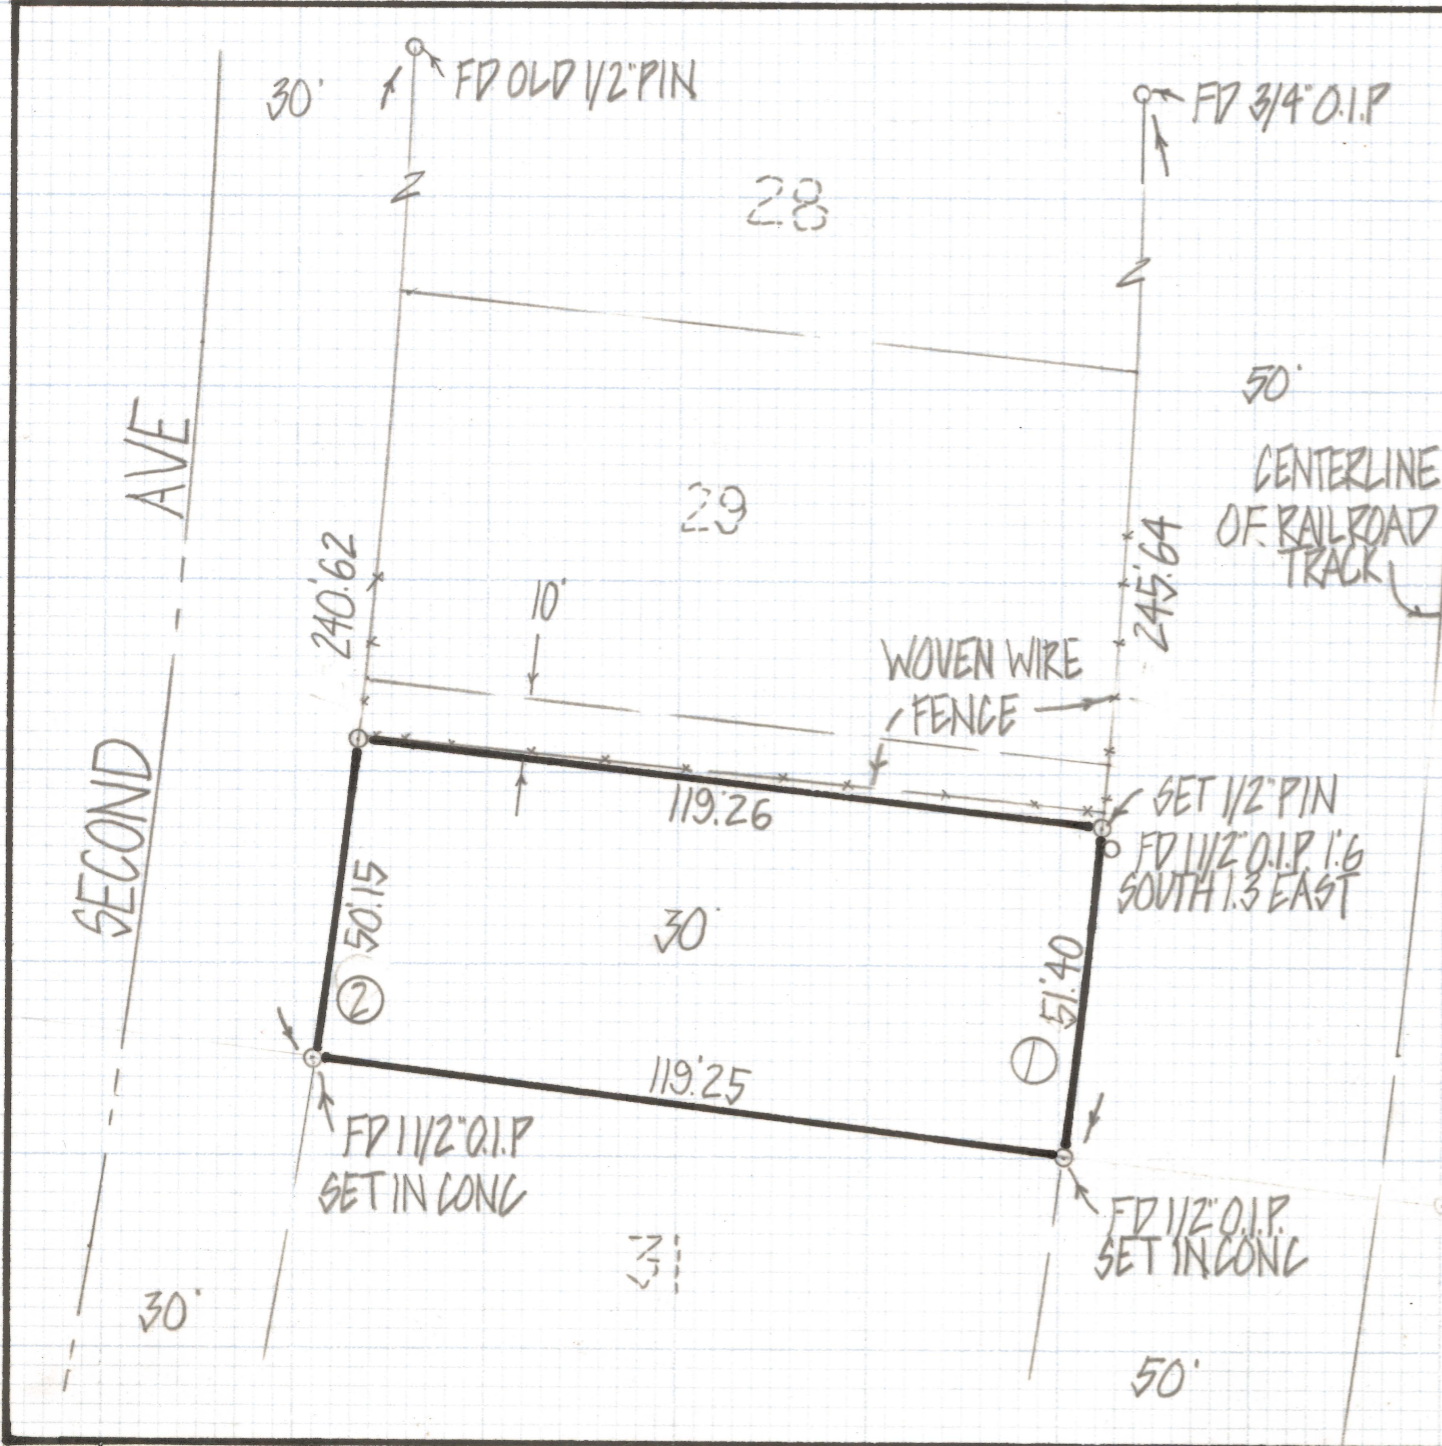 30'
FD OLD 1/2" PIN
FD 3/4" O.I.P
28
50'
CENTERLINE
OF. RAILROAD
TRACK
AVE
29
240.'62
245.'64
10'
WOVEN WIRE
FENCE
SECOND
119.'26
SET 1/2" PIN
FD 1 1/2" O.I.P. 1.'6
SOUTH 1.3 EAST
50.'15
30'
51.'40
2
1
119.'25
FD 1 1/2" O.I.P
SET IN CONC
FD 1/2" O.I.P.
SET IN CONC
31
30'
50'